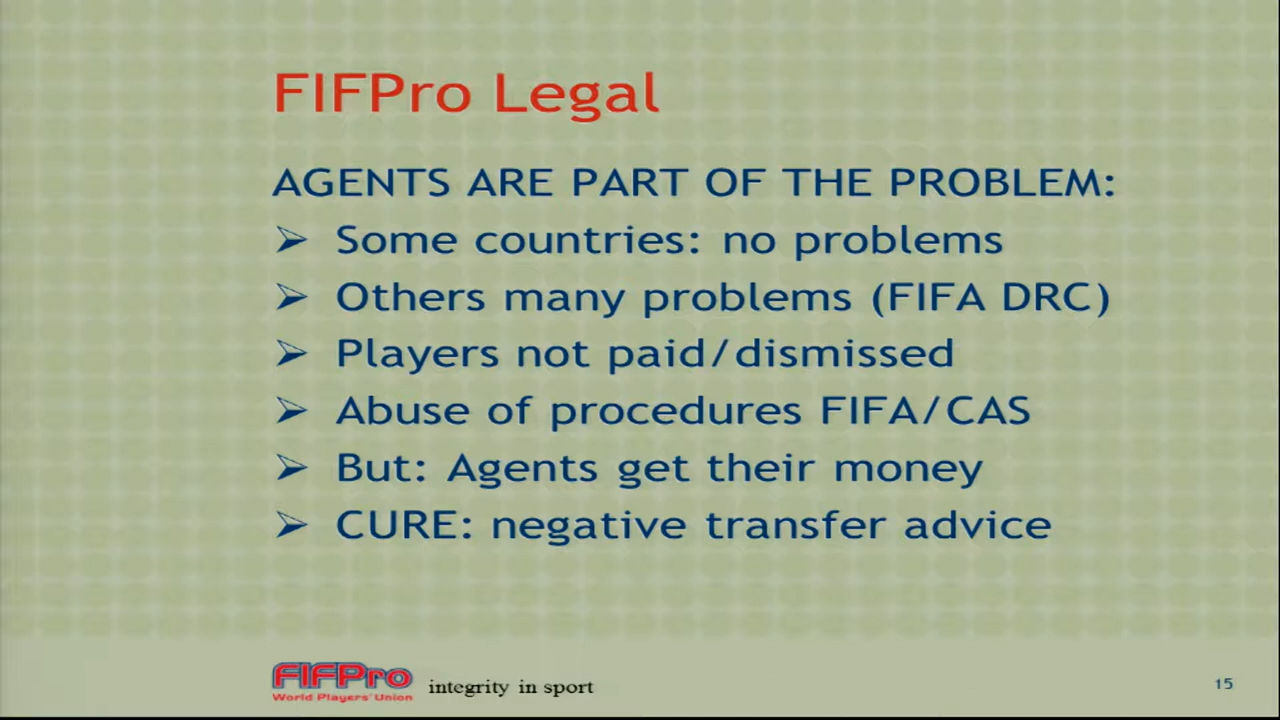 FIFPro Legal
AGENTS ARE PART OF THE PROBLEM:
➢ Some countries: no problems
➢ Others many problems (FIFA DRC)
➢ Players not paid/dismissed
➢ Abuse of procedures FIFA/CAS
➢ But: Agents get their money
➢ CURE: negative transfer advice
FIFPro
World Players' Union
integrity in sport
15